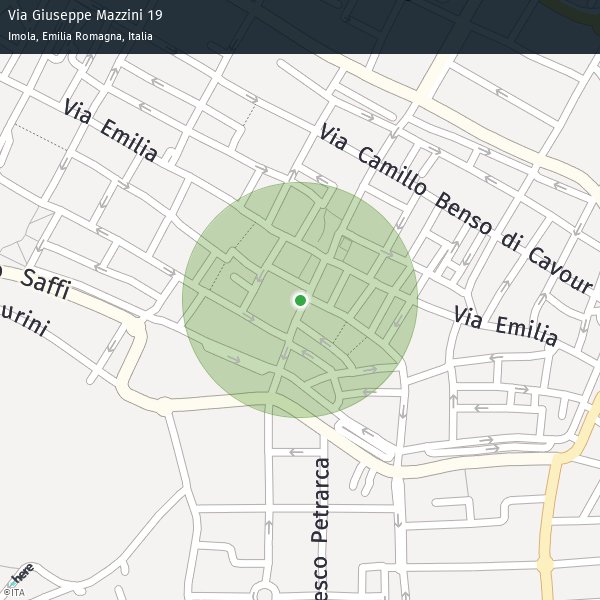 Via Giuseppe Mazzini 19
Imola, Emilia Romagna, Italia
Via Emilia
Via Camillo Benso di Cavour
Saffi
urini
Via Emilia
esco Petrarca
here
©ITA